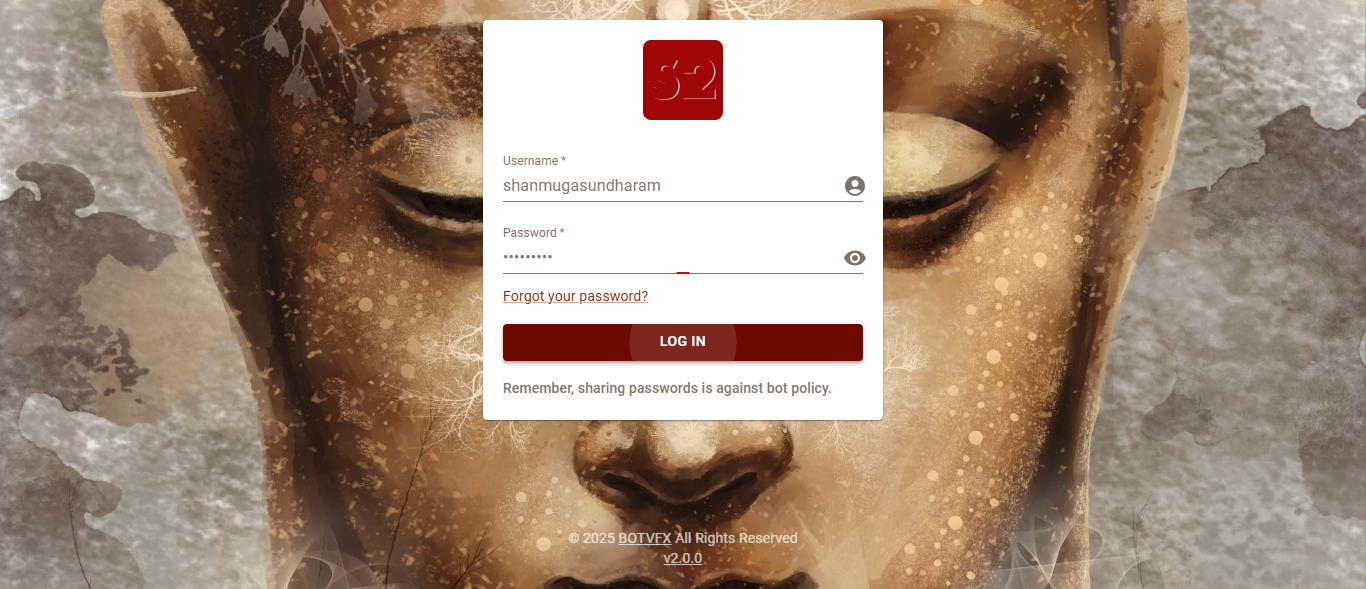 S2
Username *
shanmugasundharam
Password *
•••••••••
Forgot your password?
LOG IN
Remember, sharing passwords is against bot policy.
© 2025 BOTVFX All Rights Reserved
v2.0.0